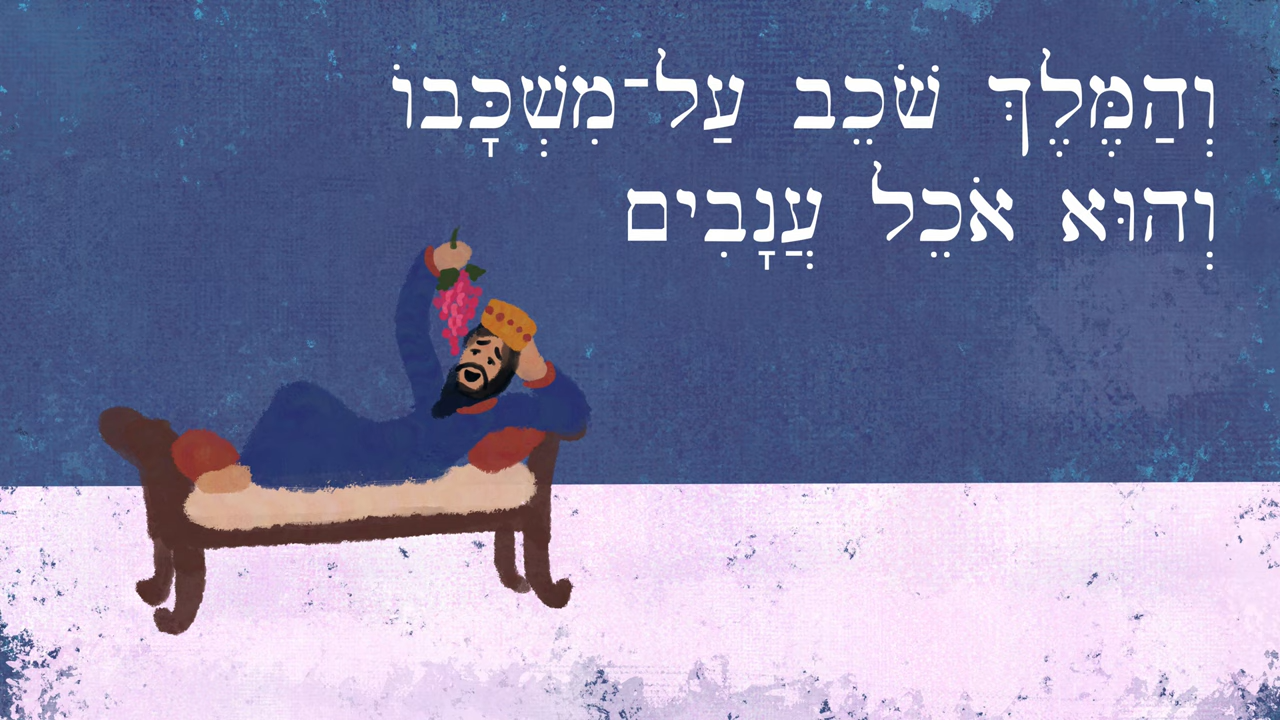 וְהַמֶּלֶךְ שֹׁכֵב עַל־מִשְׁכָּבוֹ
וְהוּא אֹכֵל עֲנָבִים